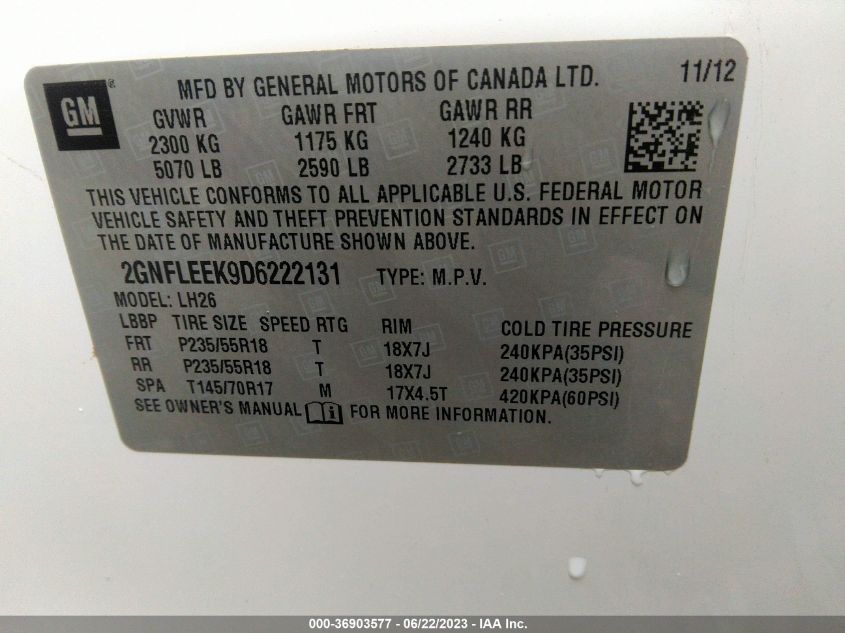 GM
MFD BY GENERAL MOTORS OF CANADA LTD.
11/12
GVWR GAWR FRT GAWR RR
2300 KG 1175 KG 1240 KG
5070 LB 2590 LB 2733 LB
THIS VEHICLE CONFORMS TO ALL APPLICABLE U.S. FEDERAL MOTOR
VEHICLE SAFETY AND THEFT PREVENTION STANDARDS IN EFFECT ON
THE DATE OF MANUFACTURE SHOWN ABOVE.
2GNFLEEK9D6222131 TYPE: M.P.V.
MODEL: LH26
LBBP TIRE SIZE SPEED RTG RIM COLD TIRE PRESSURE
FRT P235/55R18 T 18X7J 240KPA(35PSI)
RR P235/55R18 T 18X7J 240KPA(35PSI)
SPA T145/70R17 M 17X4.5T 420KPA(60PSI)
SEE OWNER'S MANUAL FOR MORE INFORMATION.
000-36903577 - 06/22/2023 - IAA Inc.